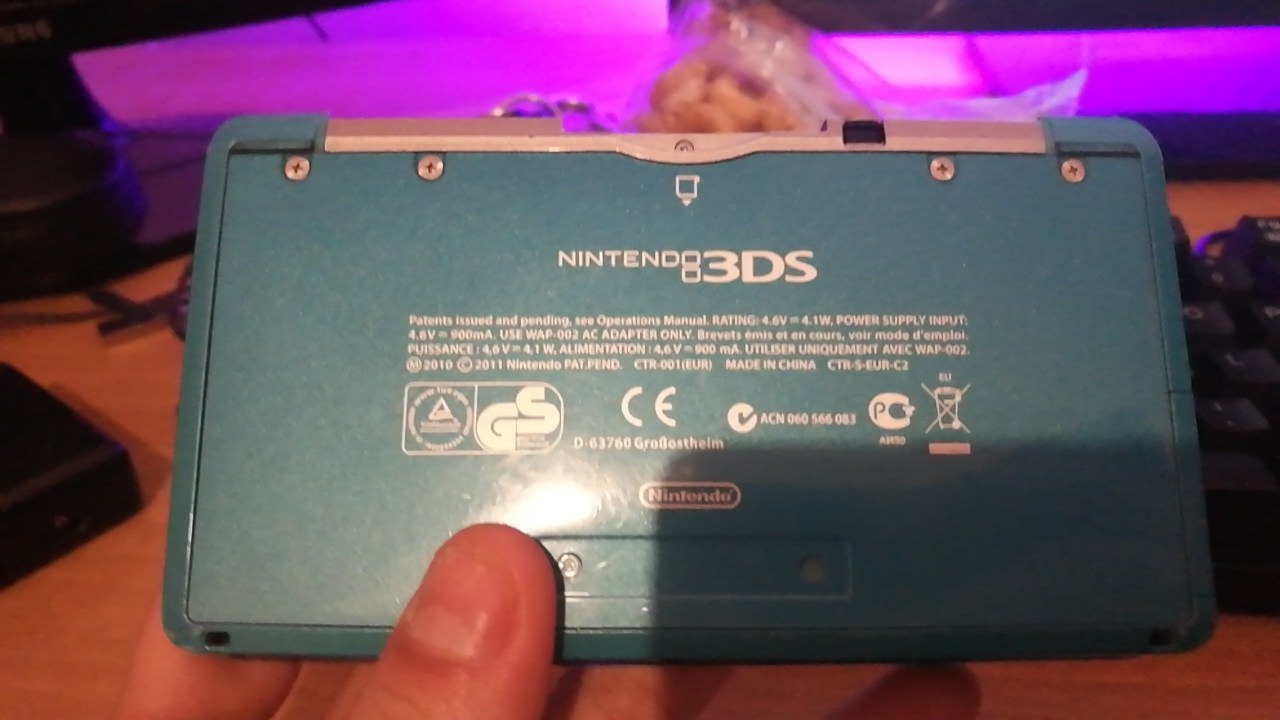 NINTENDO 3DS
Patents issued and pending, see Operations Manual. RATING: 4.6V⎓4.1W, POWER SUPPLY INPUT:
4.6V⎓900mA. USE WAP-002 AC ADAPTER ONLY. Brevets émis et en cours, voir mode d'emploi.
PUISSANCE : 4,6 V⎓4,1 W, ALIMENTATION : 4,6 V⎓900 mA. UTILISER UNIQUEMENT AVEC WAP-002.
Ⓜ 2010 Ⓒ 2011 Nintendo PAT.PEND. CTR-001(EUR) MADE IN CHINA CTR-S-EUR-C2
EU
GS
CE
ACN 060 566 083
D-63760 Großostheim
Nintendo